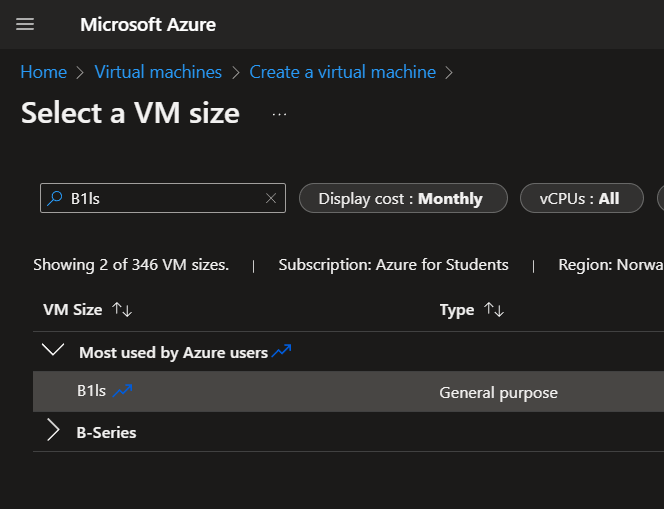 Microsoft Azure
Home > Virtual machines > Create a virtual machine >
Select a VM size ...
B1ls Display cost : Monthly vCPUs : All
Showing 2 of 346 VM sizes. | Subscription: Azure for Students | Region: Norwa
VM Size ↑↓ Type ↑↓
Most used by Azure users
B1ls General purpose
B-Series